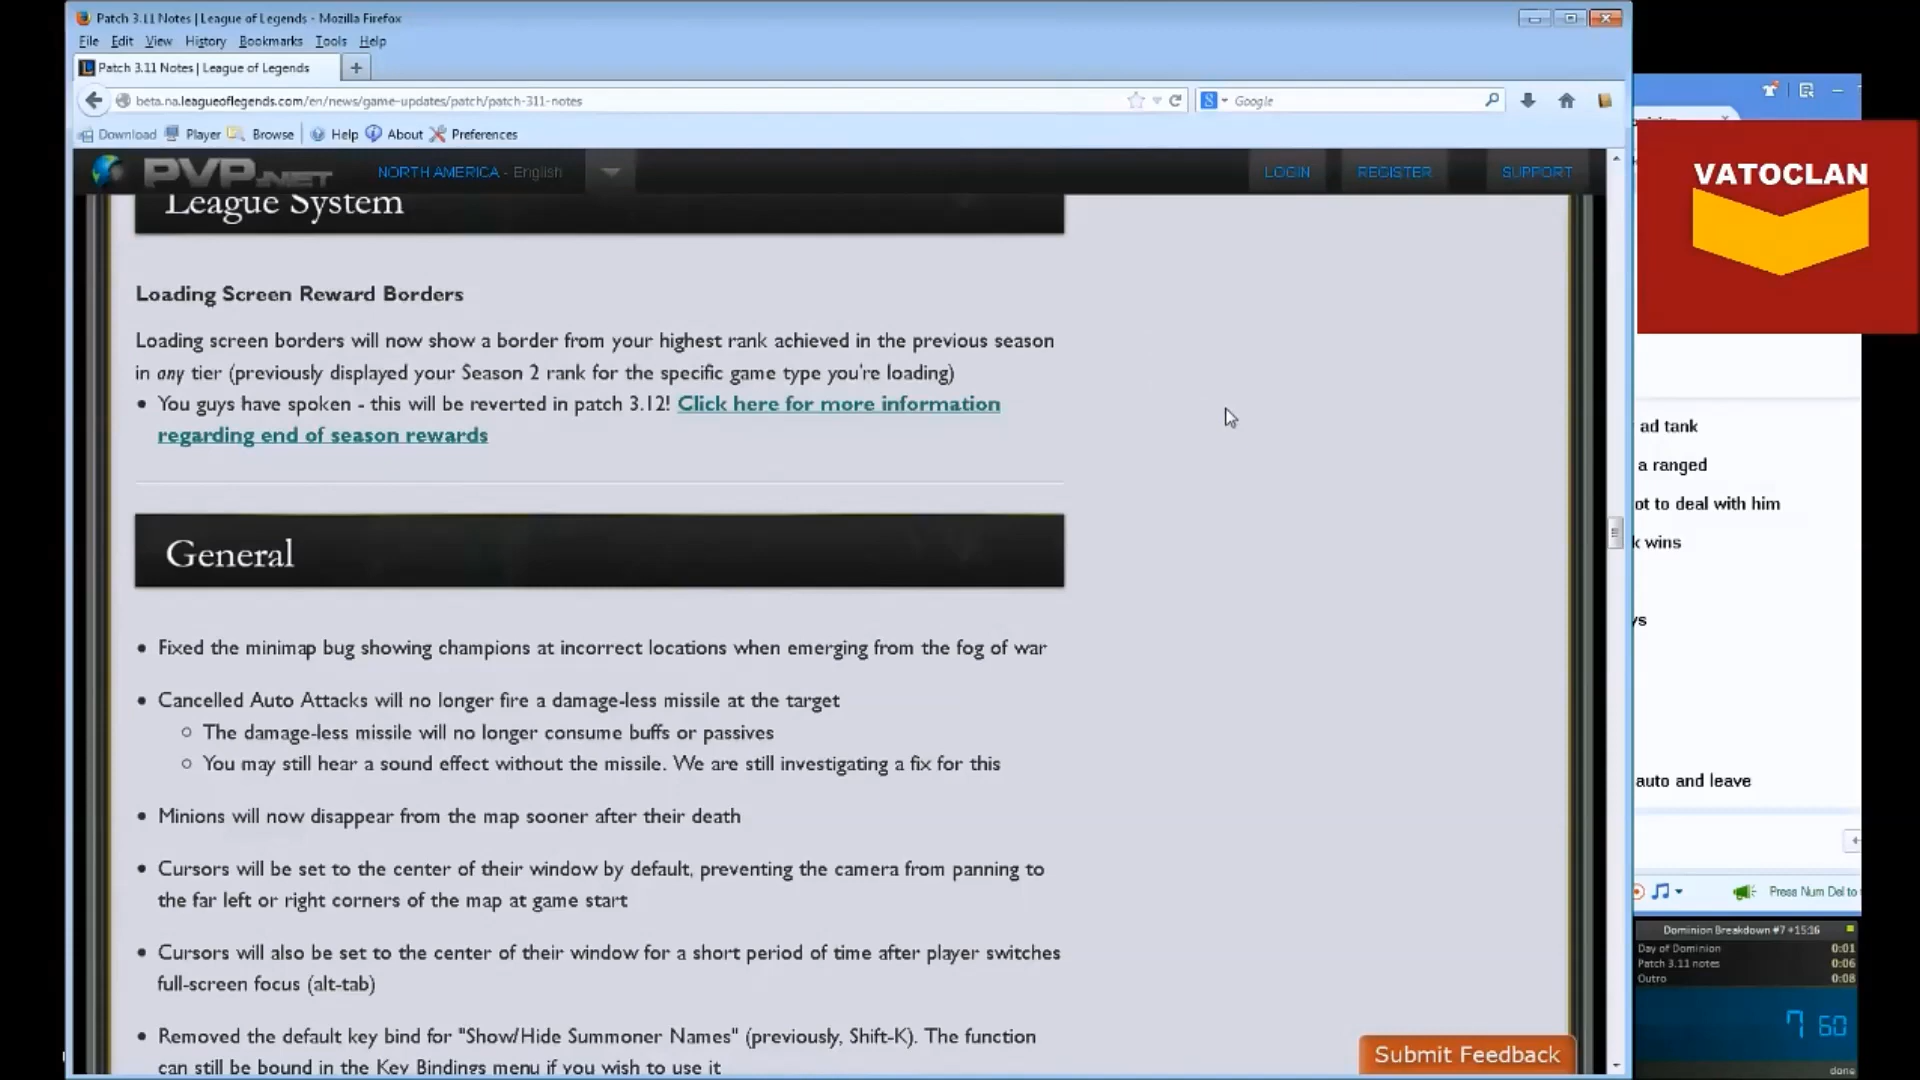 Patch 3.11 Notes | League of Legends - Mozilla Firefox
File Edit View History Bookmarks Tools Help
Patch 3.11 Notes | League of Legends
beta.na.leagueoflegends.com/en/news/game-updates/patch/patch-311-notes
Google
Download Player Browse Help About Preferences
PVP.NET NORTH AMERICA - English LOGIN REGISTER SUPPORT
VATOCLAN
League System
Loading Screen Reward Borders
Loading screen borders will now show a border from your highest rank achieved in the previous season
in any tier (previously displayed your Season 2 rank for the specific game type you're loading)
• You guys have spoken - this will be reverted in patch 3.12! Click here for more information
regarding end of season rewards
General
• Fixed the minimap bug showing champions at incorrect locations when emerging from the fog of war
• Cancelled Auto Attacks will no longer fire a damage-less missile at the target
○ The damage-less missile will no longer consume buffs or passives
○ You may still hear a sound effect without the missile. We are still investigating a fix for this
• Minions will now disappear from the map sooner after their death
• Cursors will be set to the center of their window by default, preventing the camera from panning to
the far left or right corners of the map at game start
• Cursors will also be set to the center of their window for a short period of time after player switches
full-screen focus (alt-tab)
• Removed the default key bind for "Show/Hide Summoner Names" (previously, Shift-K). The function
can still be bound in the Key Bindings menu if you wish to use it
Submit Feedback
ad tank
a ranged
ot to deal with him
k wins
ys
auto and leave
Press Num Del to
Dominion Breakdown #7 +15:16
Day of Dominion 0:01
Patch 3.11 notes 0:06
Outro 0:08
7 60
done